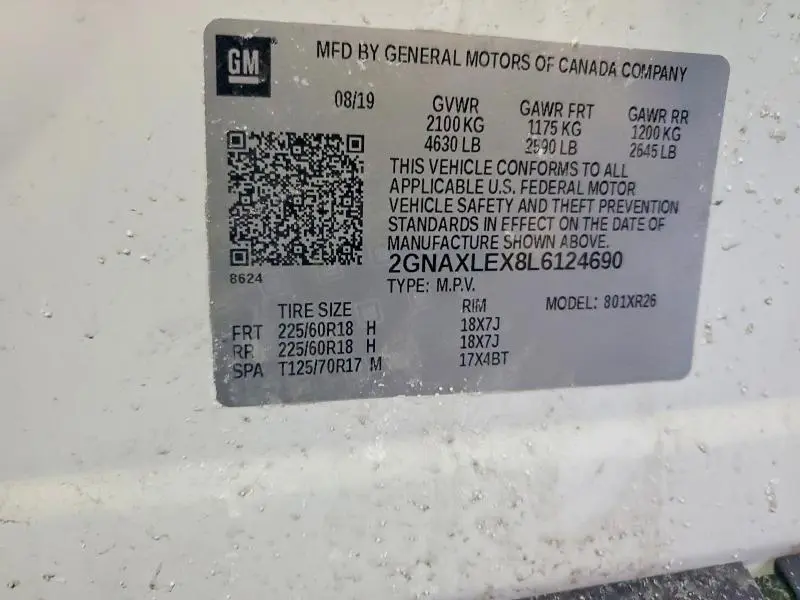 GM
MFD BY GENERAL MOTORS OF CANADA COMPANY
08/19 GVWR GAWR FRT GAWR RR
2100 KG 1175 KG 1200 KG
4630 LB 2590 LB 2645 LB
THIS VEHICLE CONFORMS TO ALL
APPLICABLE U.S. FEDERAL MOTOR
VEHICLE SAFETY AND THEFT PREVENTION
STANDARDS IN EFFECT ON THE DATE OF
MANUFACTURE SHOWN ABOVE.
8624 2GNAXLEX8L6124690
TYPE: M.P.V. MODEL: 801XR26
TIRE SIZE RIM
FRT 225/60R18 H 18X7J
RR 225/60R18 H 18X7J
SPA T125/70R17 M 17X4BT